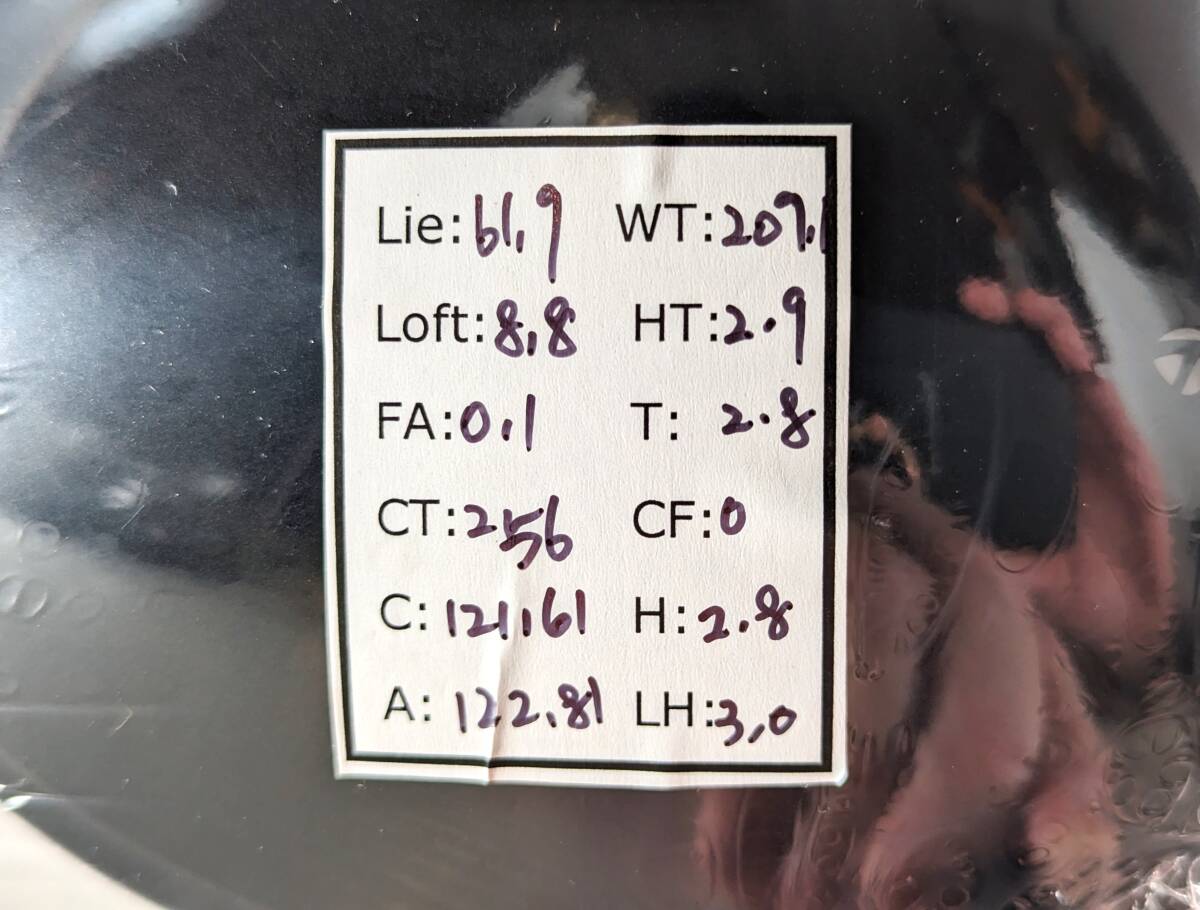 Lie: 61.9 WT: 207.1
Loft: 8.8 HT: 2.9
FA: 0.1 T: 2.8
CT: 256 CF: 0
C: 121.61 H: 2.8
A: 122.81 LH: 3.0